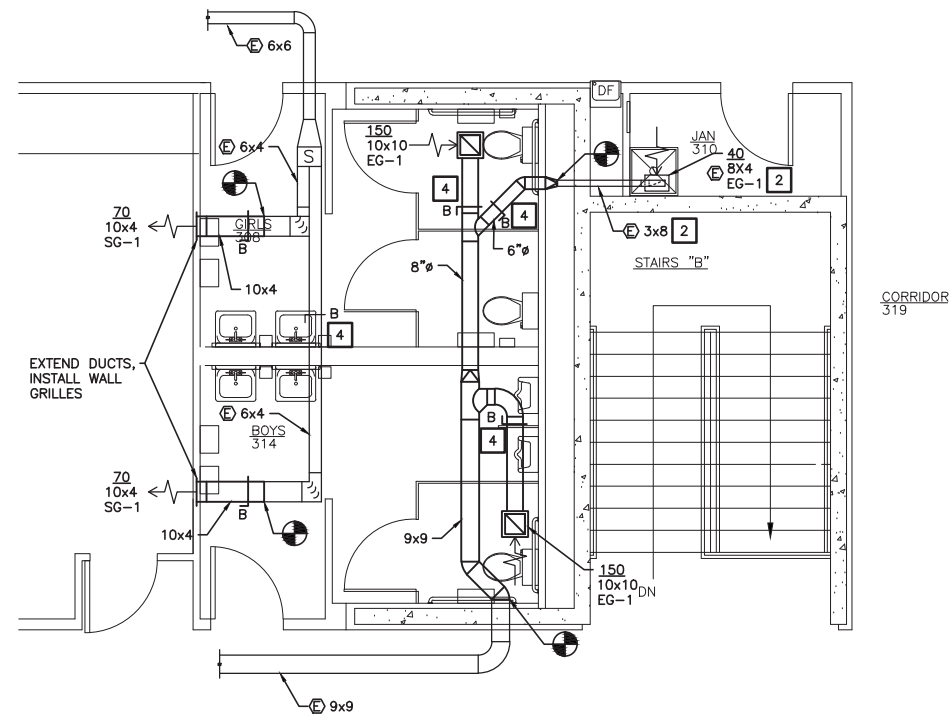 E 6x6
DF
150
10x10
EG-1
JAN
310
40
E 8X4
EG-1
2
E 6x4
S
4
B
B
4
70
10x4
SG-1
GIRLS
308
B
E 3x8
2
6"ø
STAIRS "B"
8"ø
10x4
B
4
CORRIDOR
319
EXTEND DUCTS,
INSTALL WALL
GRILLES
E 6x4
BOYS
314
B
4
70
10x4
SG-1
B
10x4
9x9
150
10x10
EG-1
DN
E 9x9